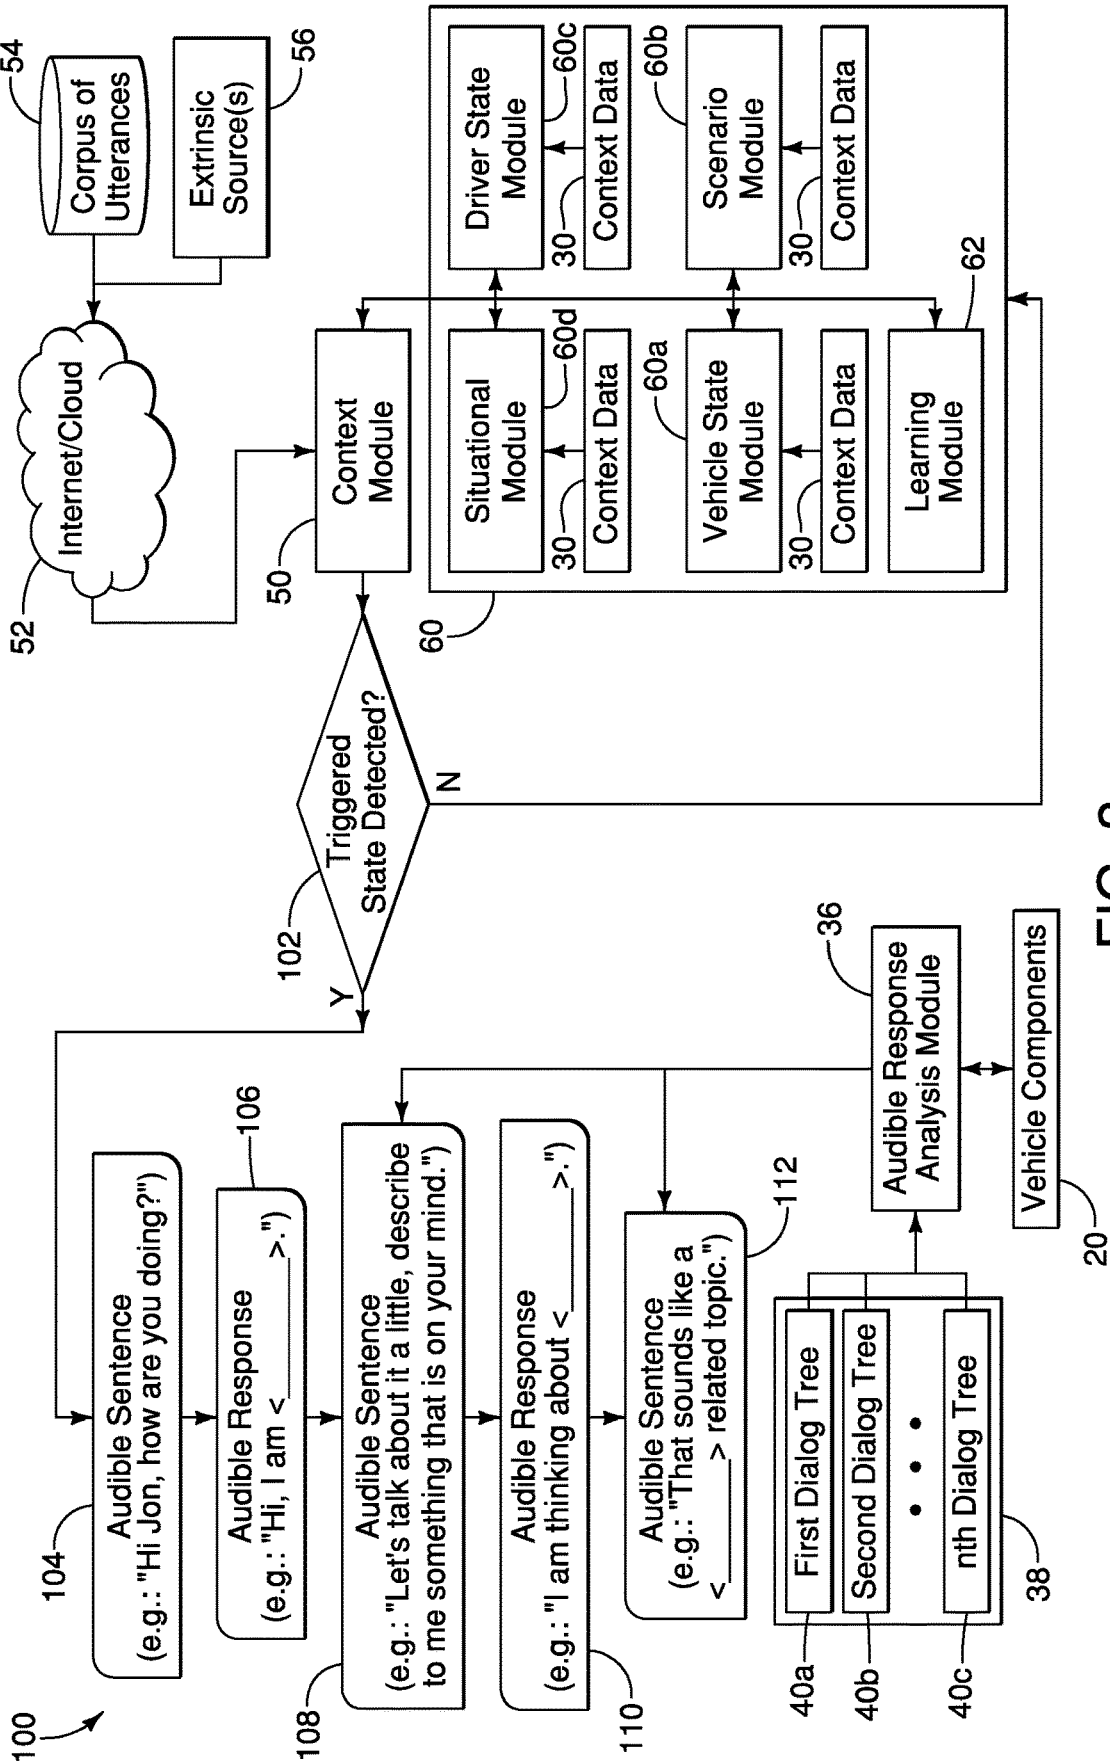 100
104
Audible Sentence
(e.g.: "Hi Jon, how are you doing?")
106
Audible Response
(e.g.: "Hi, I am <____>.")
108
Audible Sentence
(e.g.: "Let's talk about it a little, describe
to me something that is on your mind.")
110
Audible Response
(e.g.: "I am thinking about <____>.")
112
Audible Sentence
(e.g.: "That sounds like a
<____> related topic.")
40a
First Dialog Tree
40b
Second Dialog Tree
• • •
40c
nth Dialog Tree
38
36
Audible Response
Analysis Module
20
Vehicle Components
102
Triggered
State Detected?
Y
N
52
Internet/Cloud
54
Corpus of
Utterances
56
Extrinsic
Source(s)
50
Context
Module
60
Situational
Module
60d
30
Context Data
Driver State
Module
60c
30
Context Data
Vehicle State
Module
60a
30
Context Data
Scenario
Module
60b
30
Context Data
Learning
Module
62
FIG.